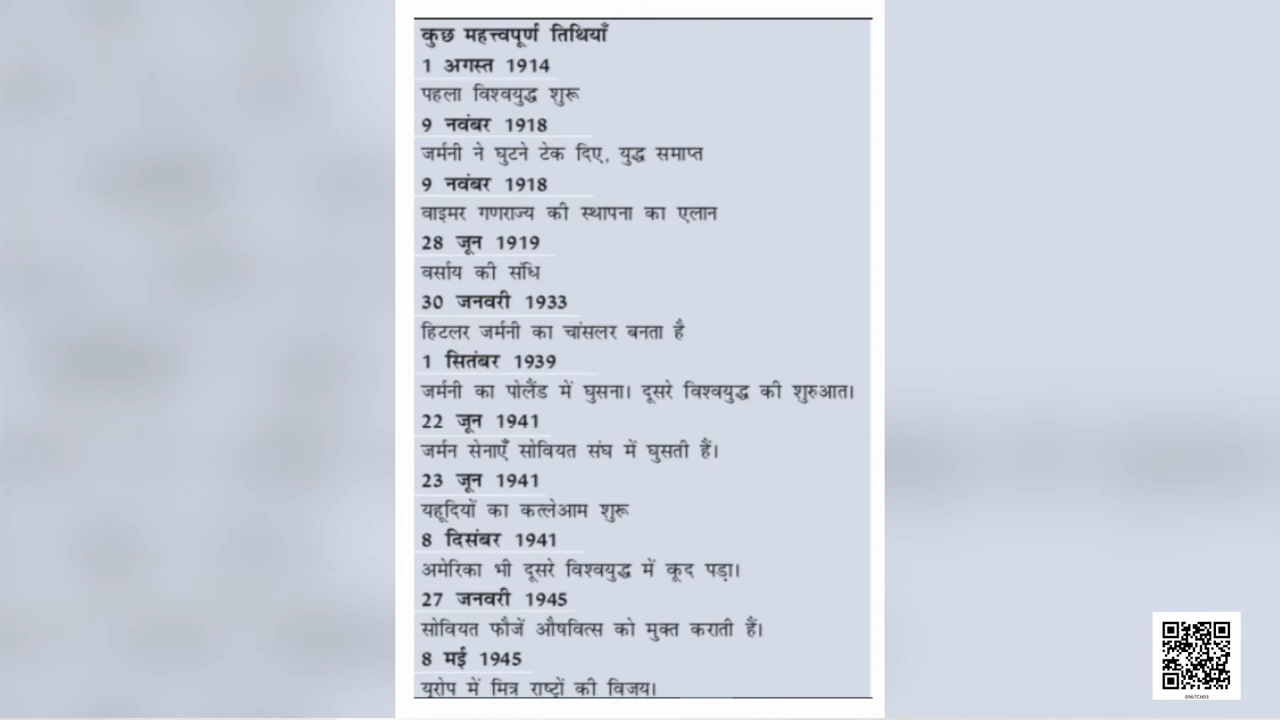 कुछ महत्त्वपूर्ण तिथियाँ
1 अगस्त 1914
पहला विश्वयुद्ध शुरू
9 नवंबर 1918
जर्मनी ने घुटने टेक दिए, युद्ध समाप्त
9 नवंबर 1918
वाइमर गणराज्य की स्थापना का एलान
28 जून 1919
वर्साय की संधि
30 जनवरी 1933
हिटलर जर्मनी का चांसलर बनता है
1 सितंबर 1939
जर्मनी का पोलैंड में घुसना। दूसरे विश्वयुद्ध की शुरुआत।
22 जून 1941
जर्मन सेनाएँ सोवियत संघ में घुसती हैं।
23 जून 1941
यहूदियों का कत्लेआम शुरू
8 दिसंबर 1941
अमेरिका भी दूसरे विश्वयुद्ध में कूद पड़ा।
27 जनवरी 1945
सोवियत फौजें औषवित्स को मुक्त कराती हैं।
8 मई 1945
यूरोप में मित्र राष्ट्रों की विजय।
0967CH03